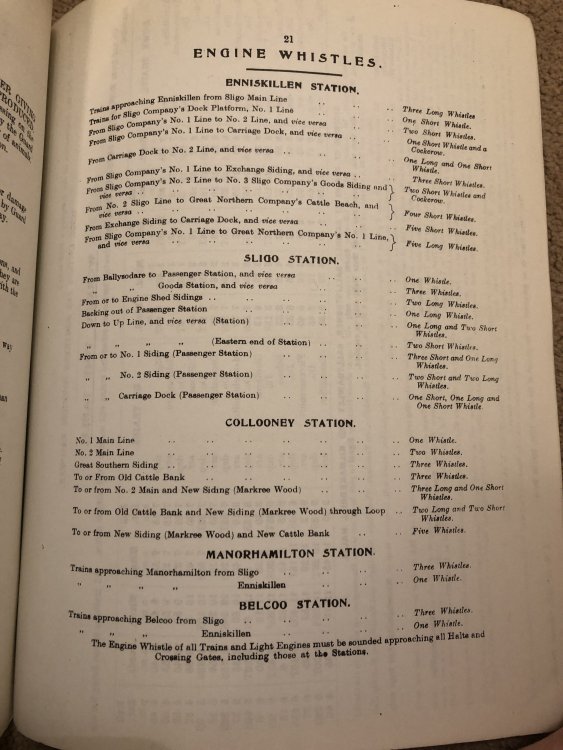 21
ENGINE WHISTLES.
ENNISKILLEN STATION.
Trains approaching Enniskillen from Sligo Main Line .. .. .. Three Long Whistles
Trains for Sligo Company's Dock Platform, No. 1 Line .. .. One Short Whistle.
From Sligo Company's No. 1 Line to No. 2 Line, and vice versa .. .. Two Short Whistles.
From Sligo Company's No. 1 Line to Carriage Dock, and vice versa .. .. One Short Whistle and a
Cockcrow.
From Carriage Dock to No. 2 Line, and vice versa .. .. .. .. One Long and One Short
Whistle.
From Sligo Company's No. 1 Line to Exchange Siding, and vice versa .. .. Three Short Whistles.
From Sligo Company's No. 2 Line to No. 3 Sligo Company's Goods Siding and } Two Short Whistles and
vice versa .. .. .. .. .. .. Cockcrow.
From No. 2 Sligo Line to Great Northern Company's Cattle Beach, and } Four Short Whistles.
vice versa .. .. .. .. .. ..
From Exchange Siding to Carriage Dock, and vice versa .. .. .. Five Short Whistles.
From Sligo Company's No. 1 Line to Great Northern Company's No. 1 Line, } Five Long Whistles.
and vice versa .. .. .. .. .. ..
SLIGO STATION.
From Ballysodare to Passenger Station, and vice versa .. .. .. One Whistle.
„ „ Goods Station, and vice versa .. .. .. Three Whistles.
From or to Engine Shed Sidings .. .. .. .. .. .. Two Long Whistles.
Backing out of Passenger Station .. .. .. .. .. One Long Whistle.
Down to Up Line, and vice versa (Station) .. .. .. .. One Long and Two Short
Whistles.
„ „ „ „ (Eastern end of Station) .. .. .. Two Short Whistles.
From or to No. 1 Siding (Passenger Station) .. .. .. .. Three Short and One Long
Whistles.
„ „ No. 2 Siding (Passenger Station) .. .. .. .. Two Short and Two Long
Whistles.
„ „ Carriage Dock (Passenger Station) .. .. .. .. One Short, One Long and
One Short Whistle.
COLLOONEY STATION.
No. 1 Main Line .. .. .. .. .. .. .. One Whistle.
No. 2 Main Line .. .. .. .. .. .. .. Two Whistles.
Great Southern Siding .. .. .. .. .. .. .. Three Whistles.
To or From Old Cattle Bank .. .. .. .. .. .. Three Whistles.
To or from No. 2 Main and New Siding (Markree Wood) .. .. .. Three Long and One Short
Whistles.
To or from Old Cattle Bank and New Siding (Markree Wood) through Loop .. Two Long and Two Short
Whistles.
To or from New Siding (Markree Wood) and New Cattle Bank .. .. Five Whistles.
MANORHAMILTON STATION.
Trains approaching Manorhamilton from Sligo .. .. .. .. Three Whistles.
„ „ „ „ Enniskillen .. .. .. One Whistle.
BELCOO STATION.
Trains approaching Belcoo from Sligo .. .. .. .. .. Three Whistles.
„ „ „ Enniskillen .. .. .. .. One Whistle.
The Engine Whistle of all Trains and Light Engines must be sounded approaching all Halts and
Crossing Gates, including those at the Stations.